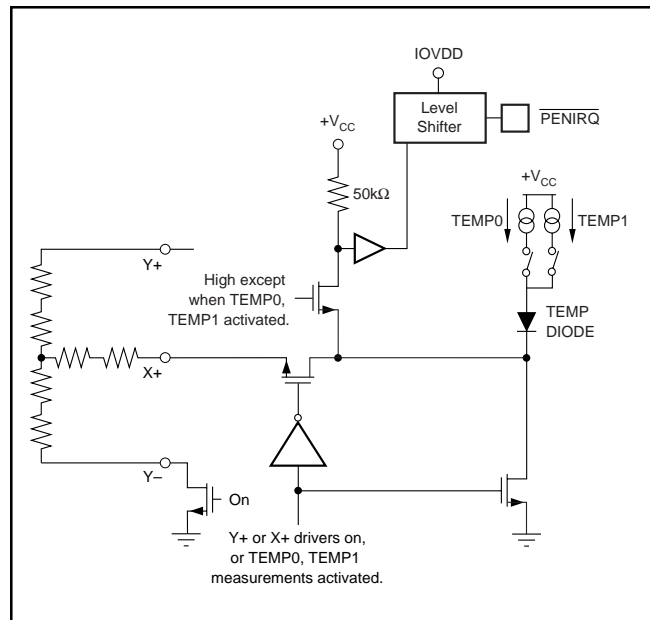 IOVDD
Level
Shifter
PENIRQ
+VCC
50kΩ
+VCC
TEMP0
TEMP1
Y+
High except
when TEMP0,
TEMP1 activated.
TEMP
DIODE
X+
Y–
On
Y+ or X+ drivers on,
or TEMP0, TEMP1
measurements activated.